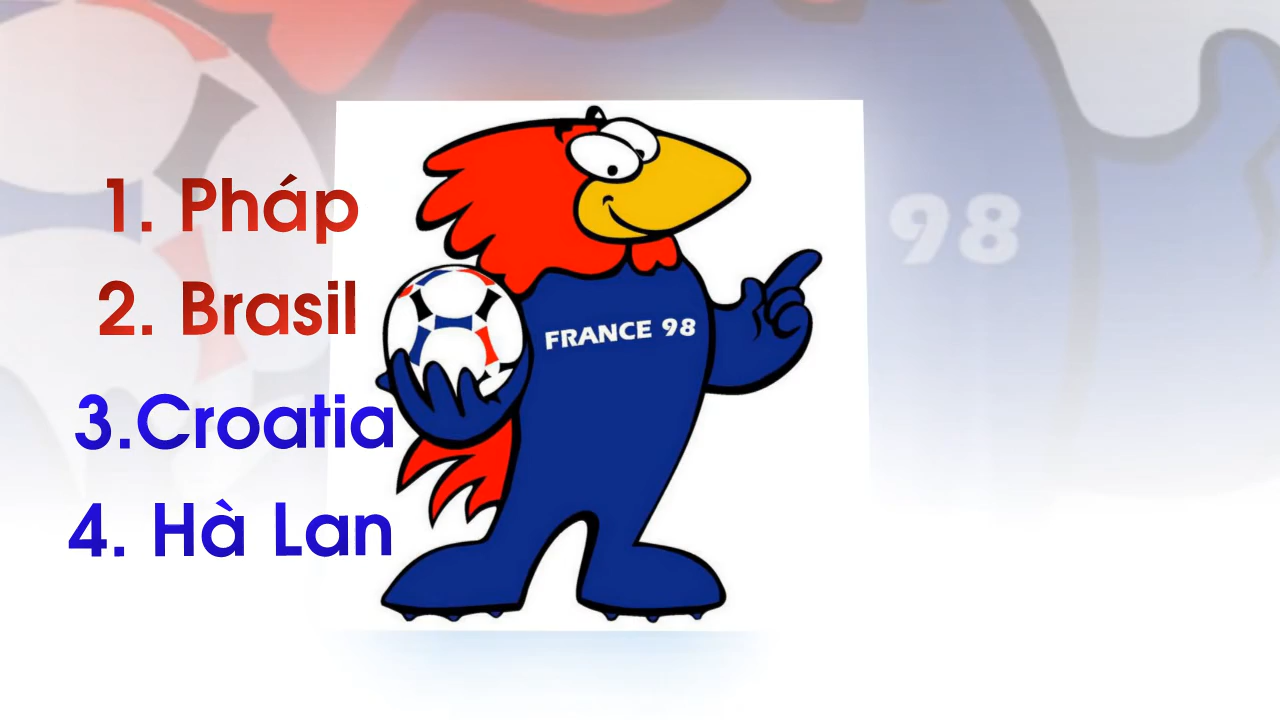 1. Pháp
2. Brasil
3.Croatia
4. Hà Lan
FRANCE 98
98